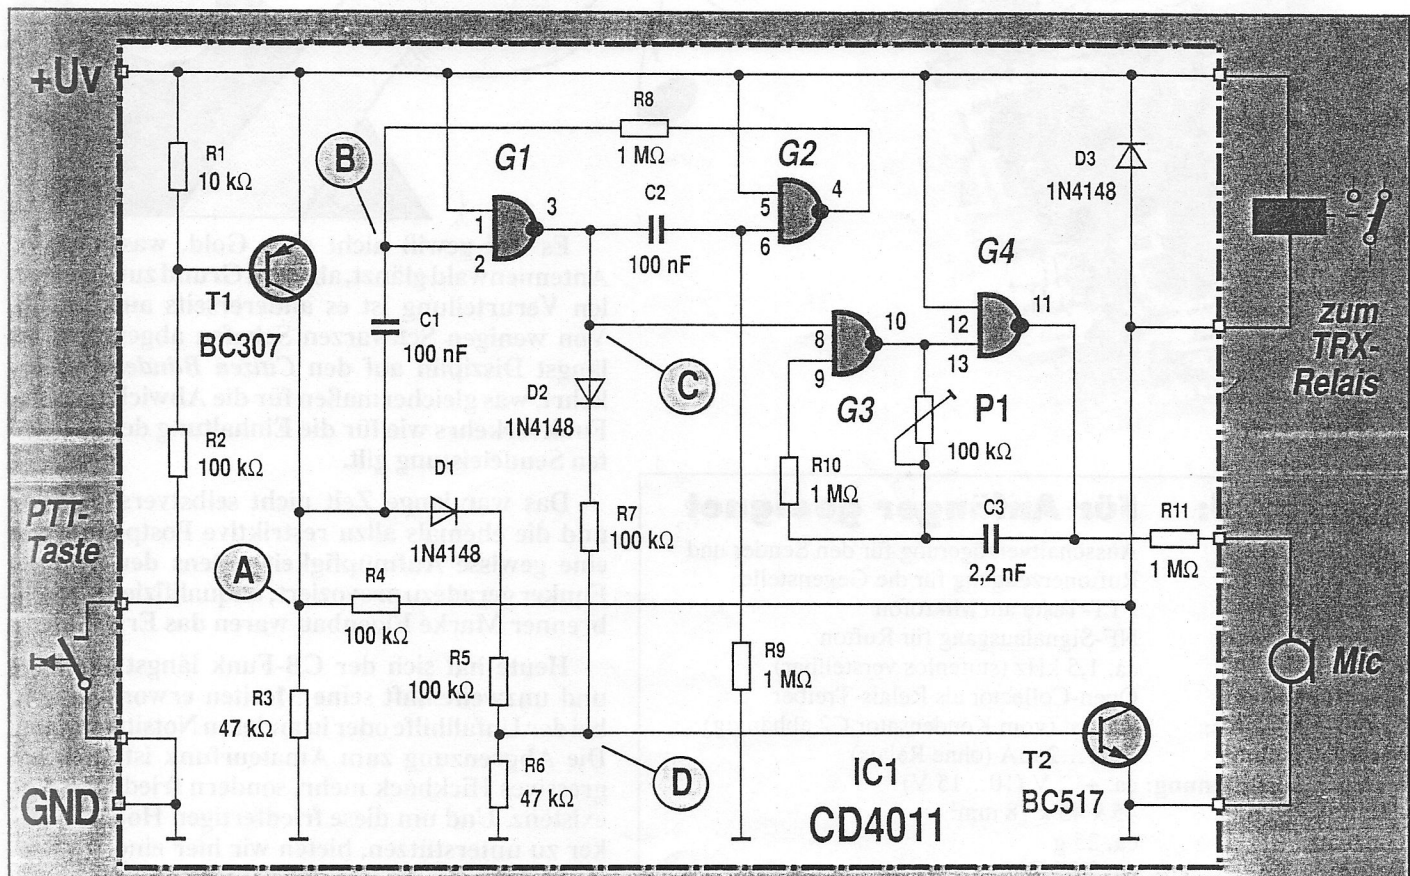 +Uv
R1
10 kΩ
T1
BC307
R2
100 kΩ
PTT-
Taste
GND
B
A
C
D
R8
1 MΩ
G1
1
2
3
C1
100 nF
C2
100 nF
G2
4
5
6
D3
1N4148
G4
11
12
13
zum
TRX-
Relais
8
9
10
G3
P1
100 kΩ
D2
1N4148
D1
1N4148
R7
100 kΩ
R10
1 MΩ
C3
2,2 nF
R11
1 MΩ
R4
100 kΩ
R5
100 kΩ
R3
47 kΩ
R6
47 kΩ
R9
1 MΩ
Mic
T2
BC517
IC1
CD4011